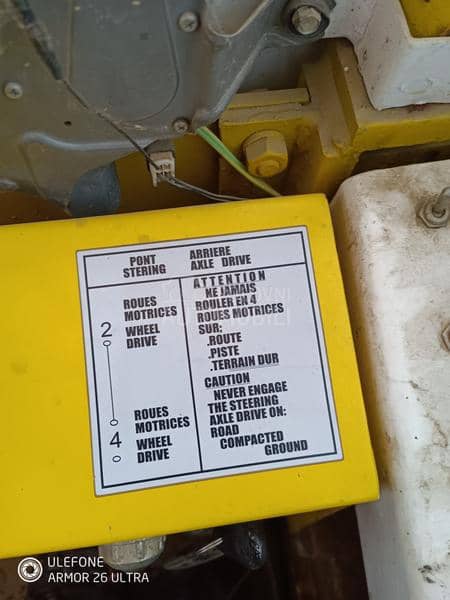 PONT ARRIERE
STERING AXLE DRIVE
ROUES
MOTRICES
2 WHEEL
DRIVE
ROUES
MOTRICES
4 WHEEL
DRIVE
ATTENTION
NE JAMAIS
ROULER EN 4
ROUES MOTRICES
SUR:
.ROUTE
.PISTE
.TERRAIN DUR
CAUTION
NEVER ENGAGE
THE STEERING
AXLE DRIVE ON:
ROAD
COMPACTED
GROUND
ULEFONE
ARMOR 26 ULTRA